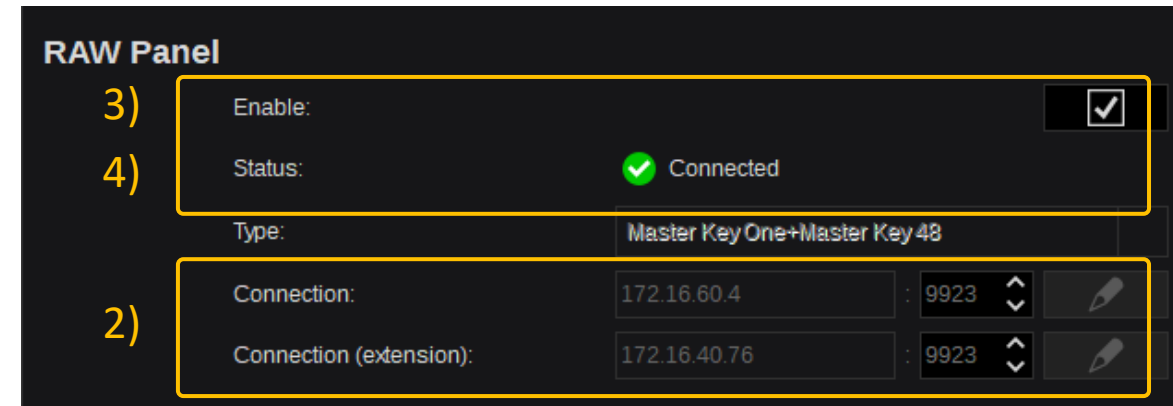 RAW Panel
3) Enable:
4) Status: Connected
Type: Master Key One+Master Key 48
2)
Connection: 172.16.60.4 : 9923
Connection (extension): 172.16.40.76 : 9923